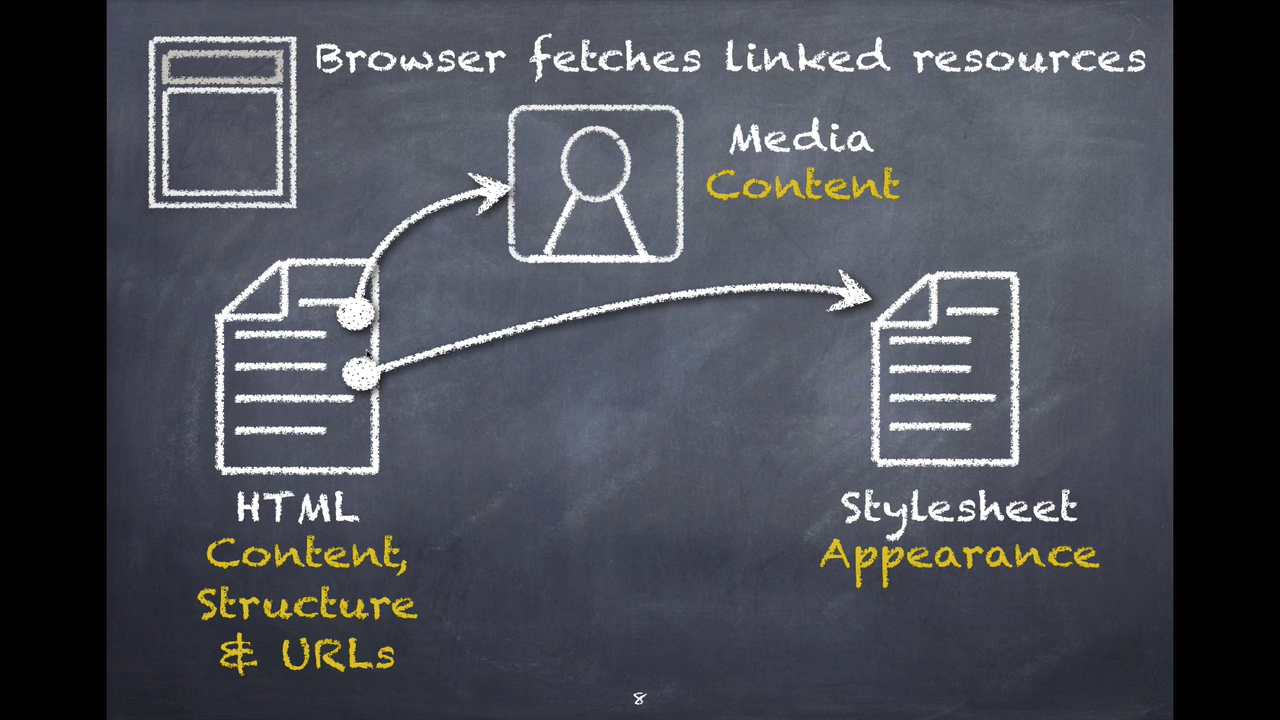 Browser fetches linked resources
Media
Content
HTML
Content,
Structure
& URLs
Stylesheet
Appearance
8